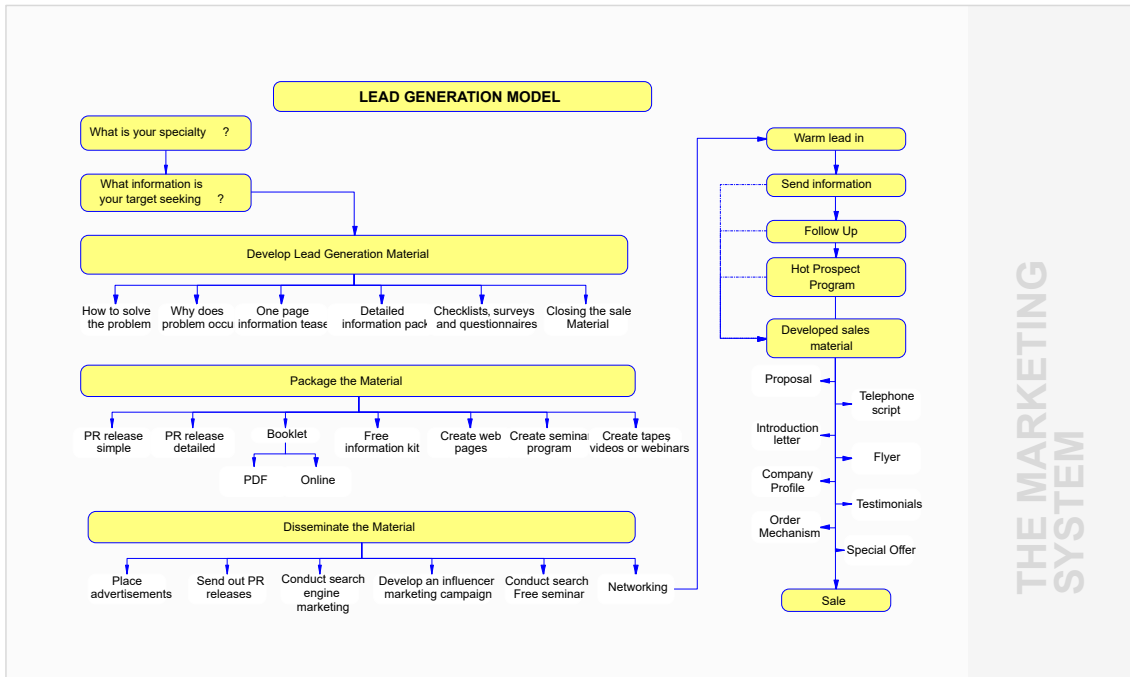 LEAD GENERATION MODEL
What is your specialty ?
What information is
your target seeking ?
Develop Lead Generation Material
How to solve
the problem
Why does
problem occu
One page
information tease
Detailed
information pack
Checklists, surveys
and questionnaires
Closing the sale
Material
Package the Material
PR release
simple
PR release
detailed
Booklet
PDF
Online
Free
information kit
Create web
pages
Create seminar
program
Create tapes,
videos or webinars
Disseminate the Material
Place
advertisements
Send out PR
releases
Conduct search
engine
marketing
Develop an influencer
marketing campaign
Conduct search
Free seminar
Networking
Warm lead in
Send information
Follow Up
Hot Prospect
Program
Developed sales
material
Proposal
Telephone
script
Introduction
letter
Flyer
Company
Profile
Testimonials
Order
Mechanism
Special Offer
Sale
THE MARKETING
SYSTEM